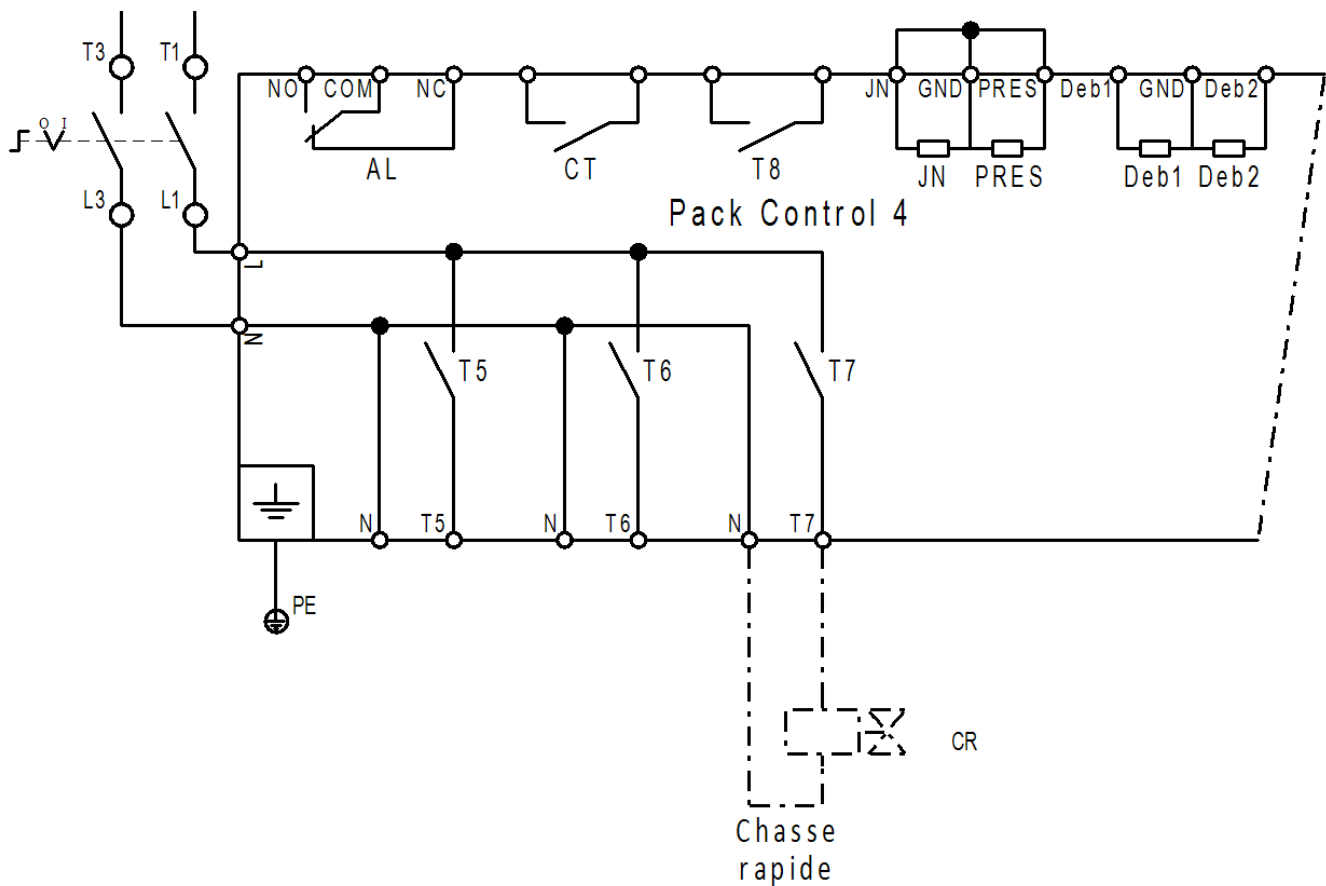 T3 T1
NO COM NC JN GND PRES Deb1 GND Deb2
O I
AL CT T8 JN PRES Deb1 Deb2
L3 L1
Pack Control 4
L
N
T5 T6 T7
N T5 N T6 N T7
PE
CR
Chasse
rapide